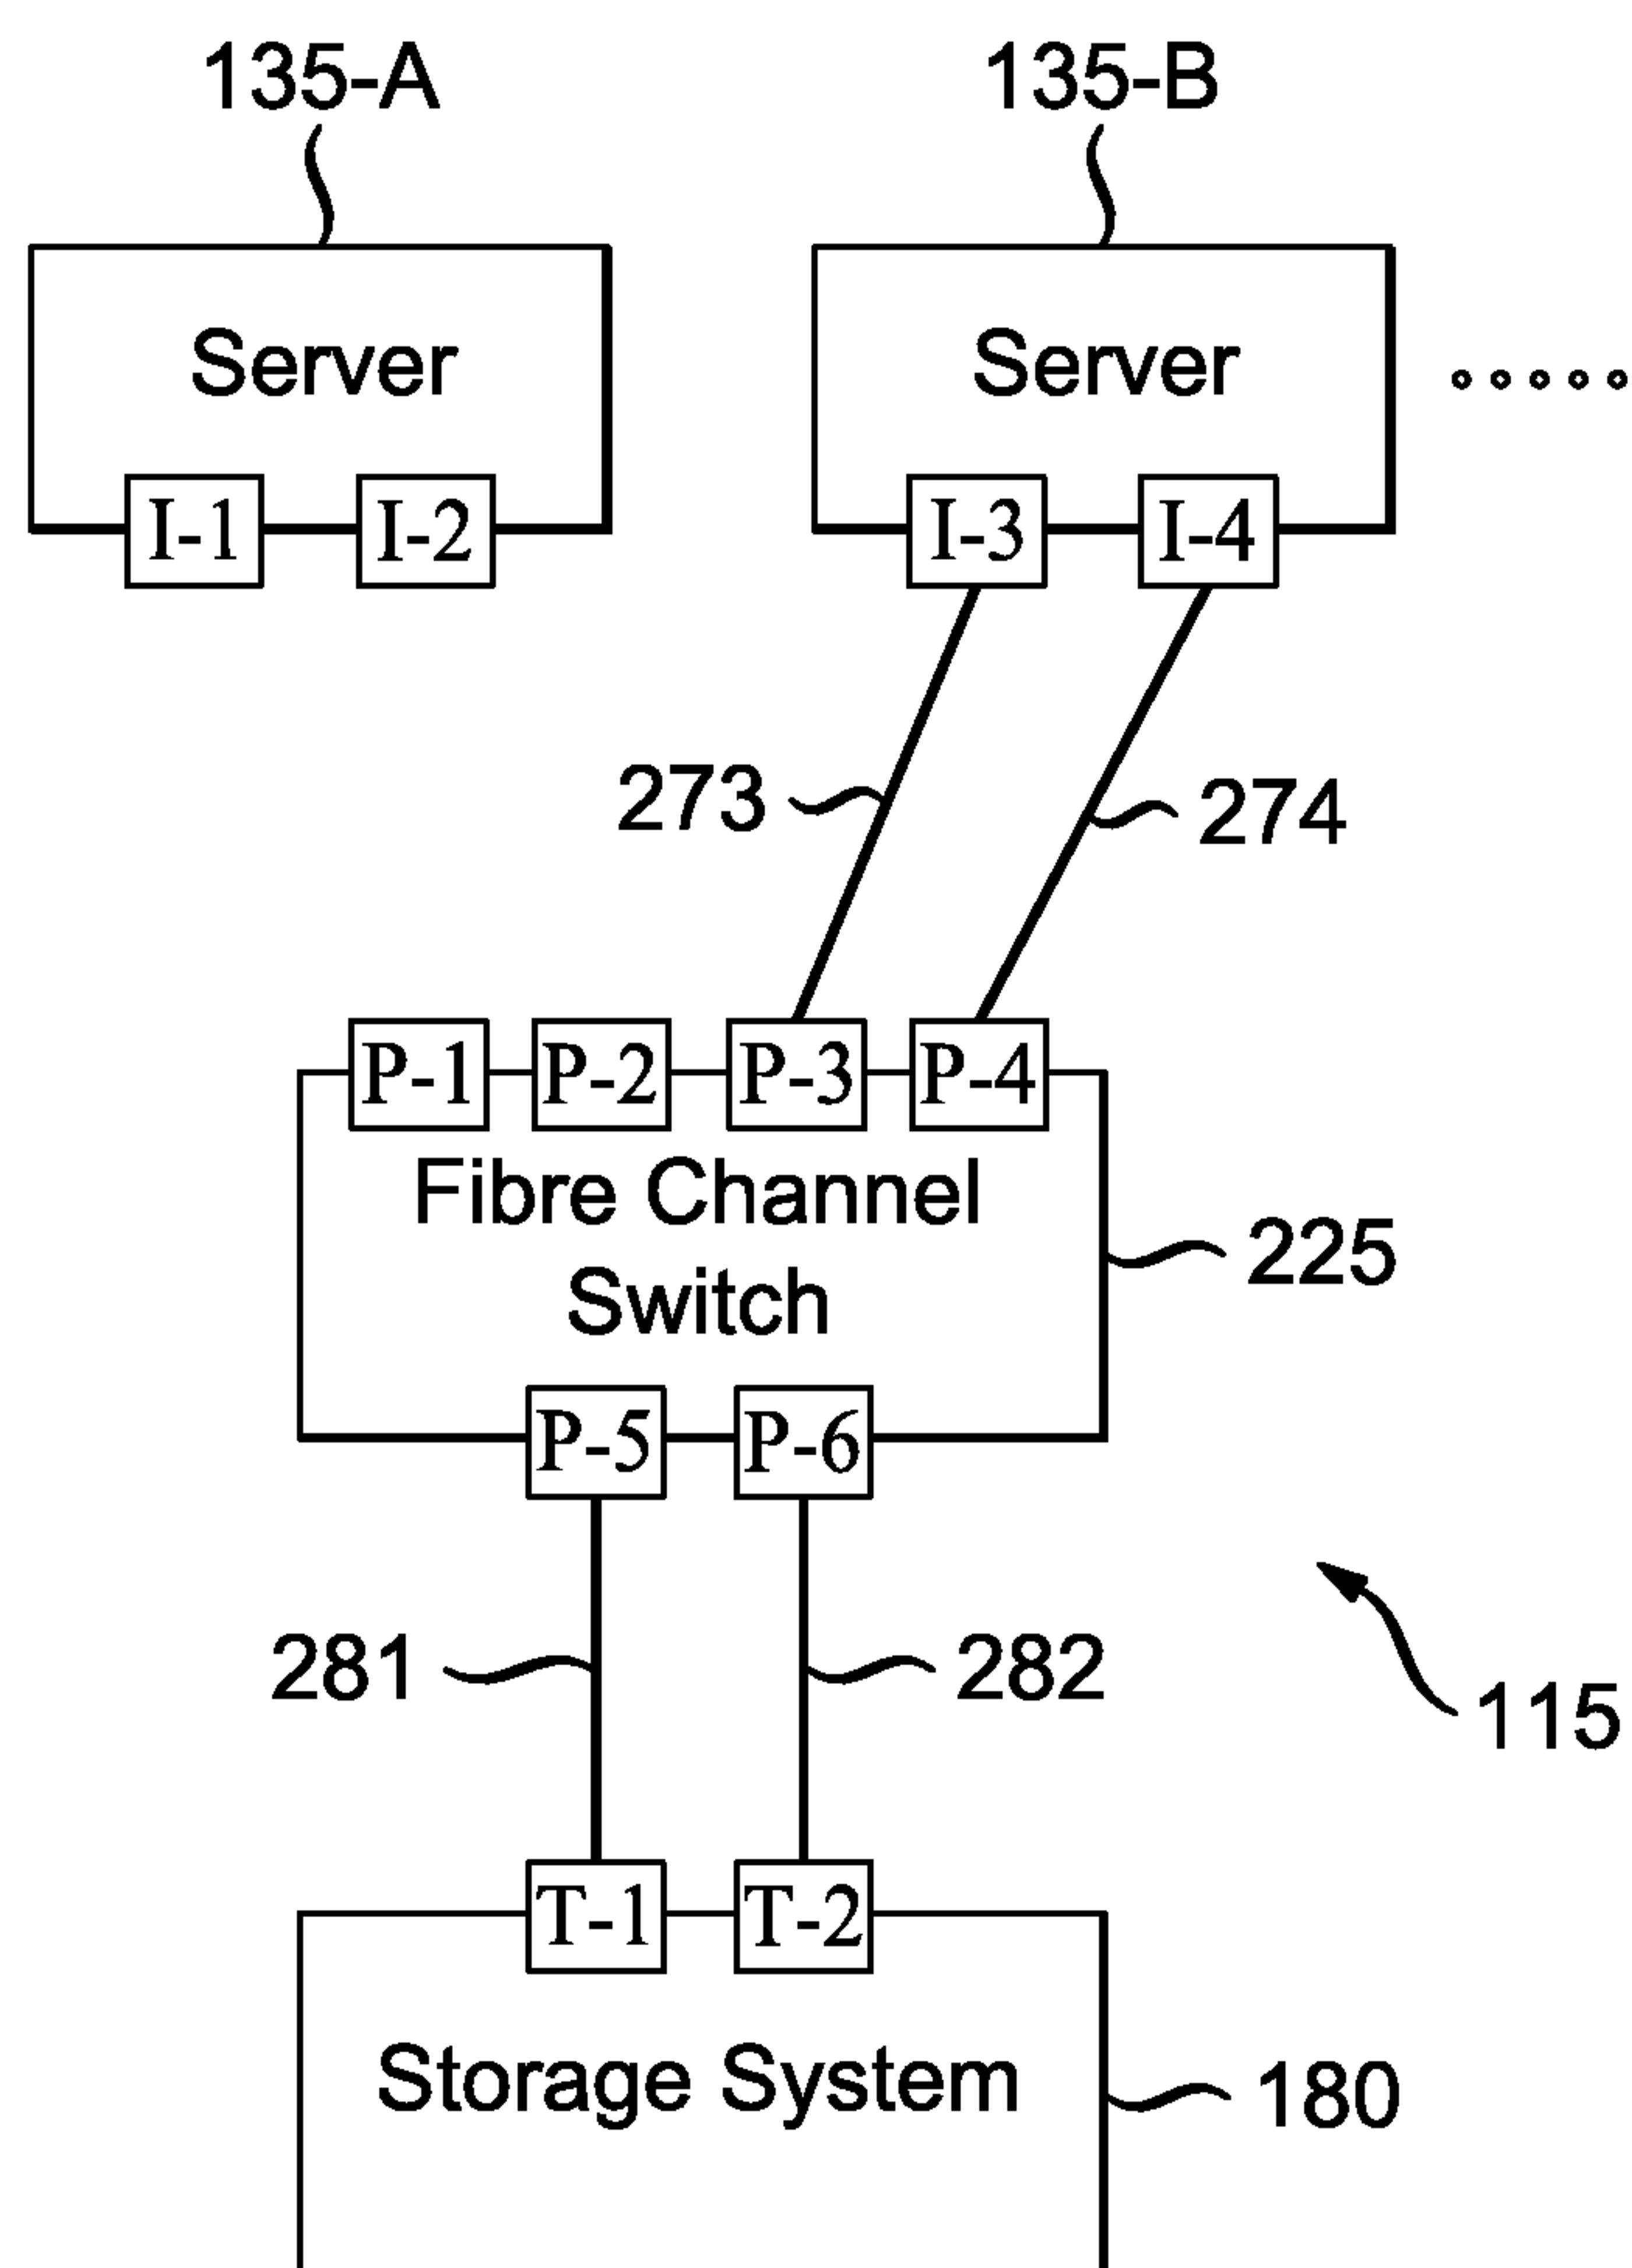 135-A 135-B
Server Server
I-1 I-2 I-3 I-4
273 274
P-1 P-2 P-3 P-4
Fibre Channel
Switch
225
P-5 P-6
281 282
115
T-1 T-2
Storage System
180